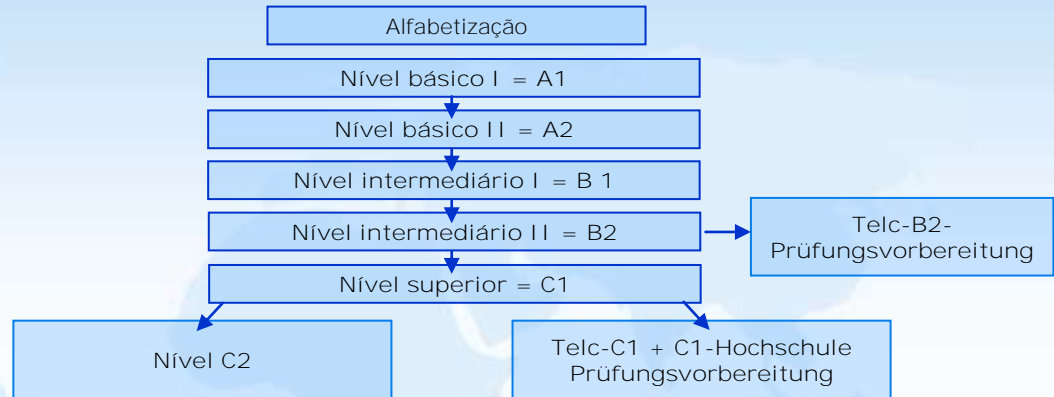 Alfabetização
Nível básico I = A1
Nível básico II = A2
Nível intermediário I = B 1
Nível intermediário II = B2
Telc-B2-
Prüfungsvorbereitung
Nível superior = C1
Nível C2
Telc-C1 + C1-Hochschule
Prüfungsvorbereitung